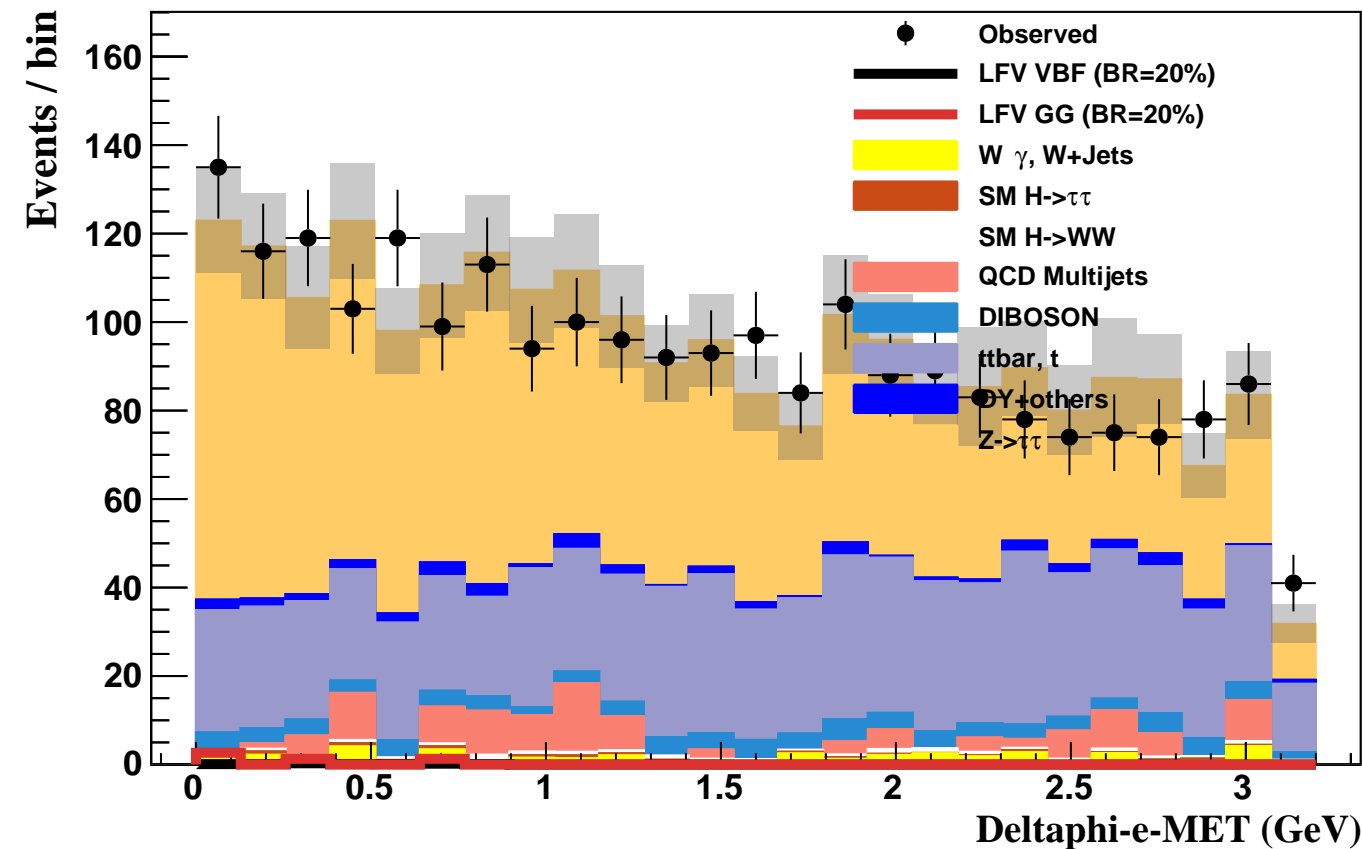 Events / bin
160
140
120
100
80
60
40
20
0
Observed
LFV VBF (BR=20%)
LFV GG (BR=20%)
W γ, W+Jets
SM H->ττ
SM H->WW
QCD Multijets
DIBOSON
ttbar, t
DY+others
Z->ττ
0 0.5 1 1.5 2 2.5 3
Deltaphi-e-MET (GeV)